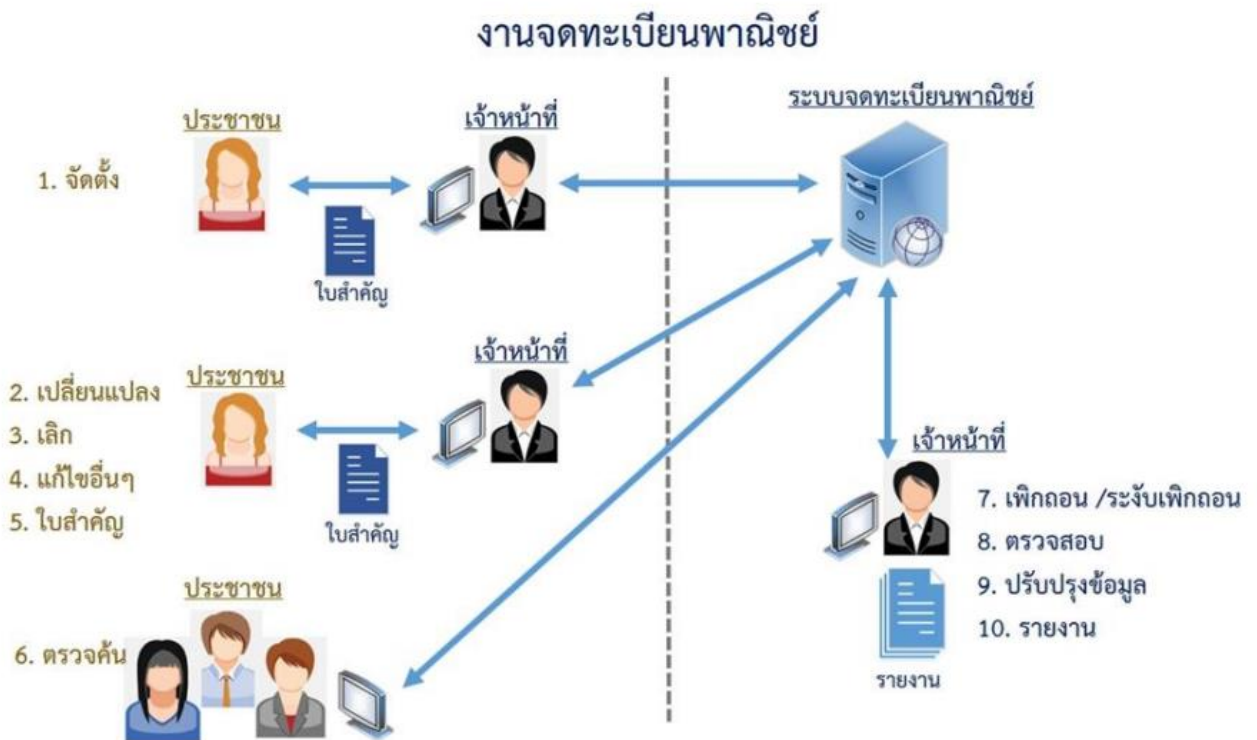 งานจดทะเบียนพาณิชย์
ระบบจดทะเบียนพาณิชย์
ประชาชน
เจ้าหน้าที่
1. จัดตั้ง
ใบสำคัญ
ประชาชน
เจ้าหน้าที่
2. เปลี่ยนแปลง
3. เลิก
4. แก้ไขอื่นๆ
5. ใบสำคัญ
ใบสำคัญ
ประชาชน
6. ตรวจค้น
เจ้าหน้าที่
7. เพิกถอน /ระงับเพิกถอน
8. ตรวจสอบ
9. ปรับปรุงข้อมูล
10. รายงาน
รายงาน